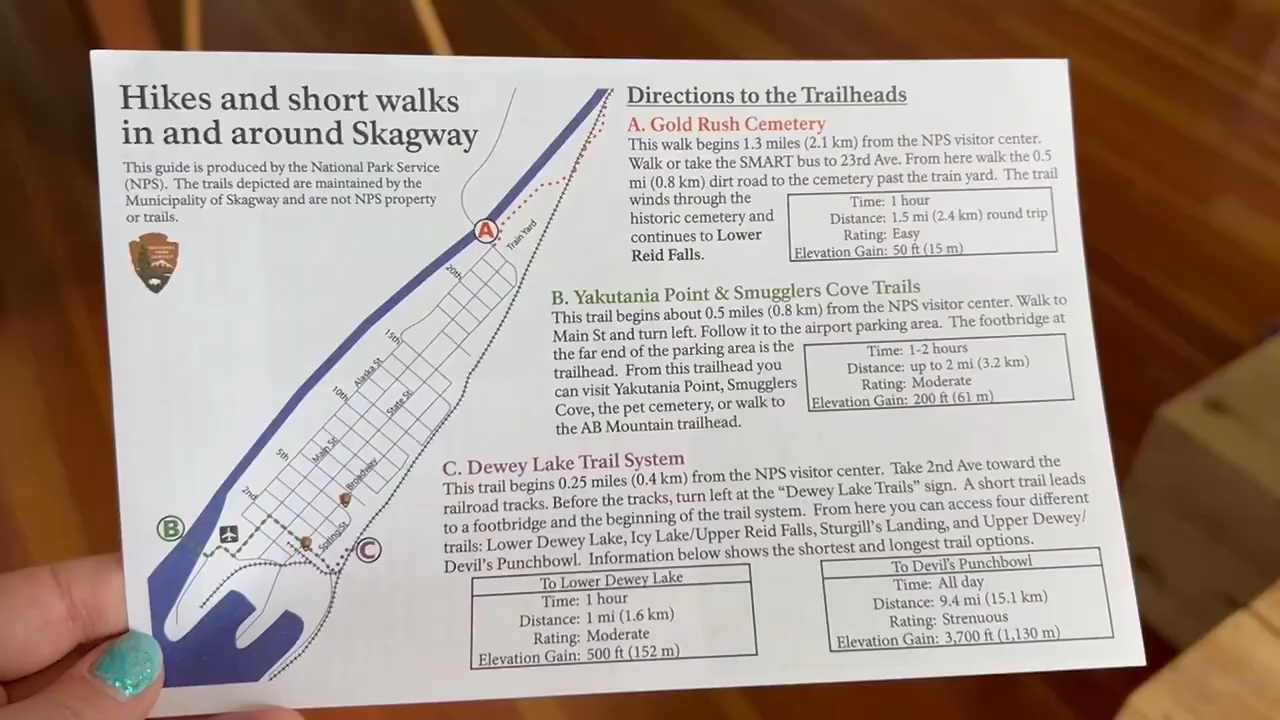 Hikes and short walks
in and around Skagway
This guide is produced by the National Park Service
(NPS). The trails depicted are maintained by the
Municipality of Skagway and are not NPS property
or trails.
A
Train Yard
20th
15th
Alaska St
10th
State St.
5th
Main St.
Broadway
2nd
Spring St
B
C
Directions to the Trailheads
A. Gold Rush Cemetery
This walk begins 1.3 miles (2.1 km) from the NPS visitor center.
Walk or take the SMART bus to 23rd Ave. From here walk the 0.5
mi (0.8 km) dirt road to the cemetery past the train yard. The trail
winds through the
historic cemetery and
continues to Lower
Reid Falls.
Time: 1 hour
Distance: 1.5 mi (2.4 km) round trip
Rating: Easy
Elevation Gain: 50 ft (15 m)
B. Yakutania Point & Smugglers Cove Trails
This trail begins about 0.5 miles (0.8 km) from the NPS visitor center. Walk to
Main St and turn left. Follow it to the airport parking area. The footbridge at
the far end of the parking area is the
trailhead. From this trailhead you
can visit Yakutania Point, Smugglers
Cove, the pet cemetery, or walk to
the AB Mountain trailhead.
Time: 1-2 hours
Distance: up to 2 mi (3.2 km)
Rating: Moderate
Elevation Gain: 200 ft (61 m)
C. Dewey Lake Trail System
This trail begins 0.25 miles (0.4 km) from the NPS visitor center. Take 2nd Ave toward the
railroad tracks. Before the tracks, turn left at the “Dewey Lake Trails” sign. A short trail leads
to a footbridge and the beginning of the trail system. From here you can access four different
trails: Lower Dewey Lake, Icy Lake/Upper Reid Falls, Sturgill's Landing, and Upper Dewey/
Devil's Punchbowl. Information below shows the shortest and longest trail options.
To Lower Dewey Lake
Time: 1 hour
Distance: 1 mi (1.6 km)
Rating: Moderate
Elevation Gain: 500 ft (152 m)
To Devil's Punchbowl
Time: All day
Distance: 9.4 mi (15.1 km)
Rating: Strenuous
Elevation Gain: 3,700 ft (1,130 m)